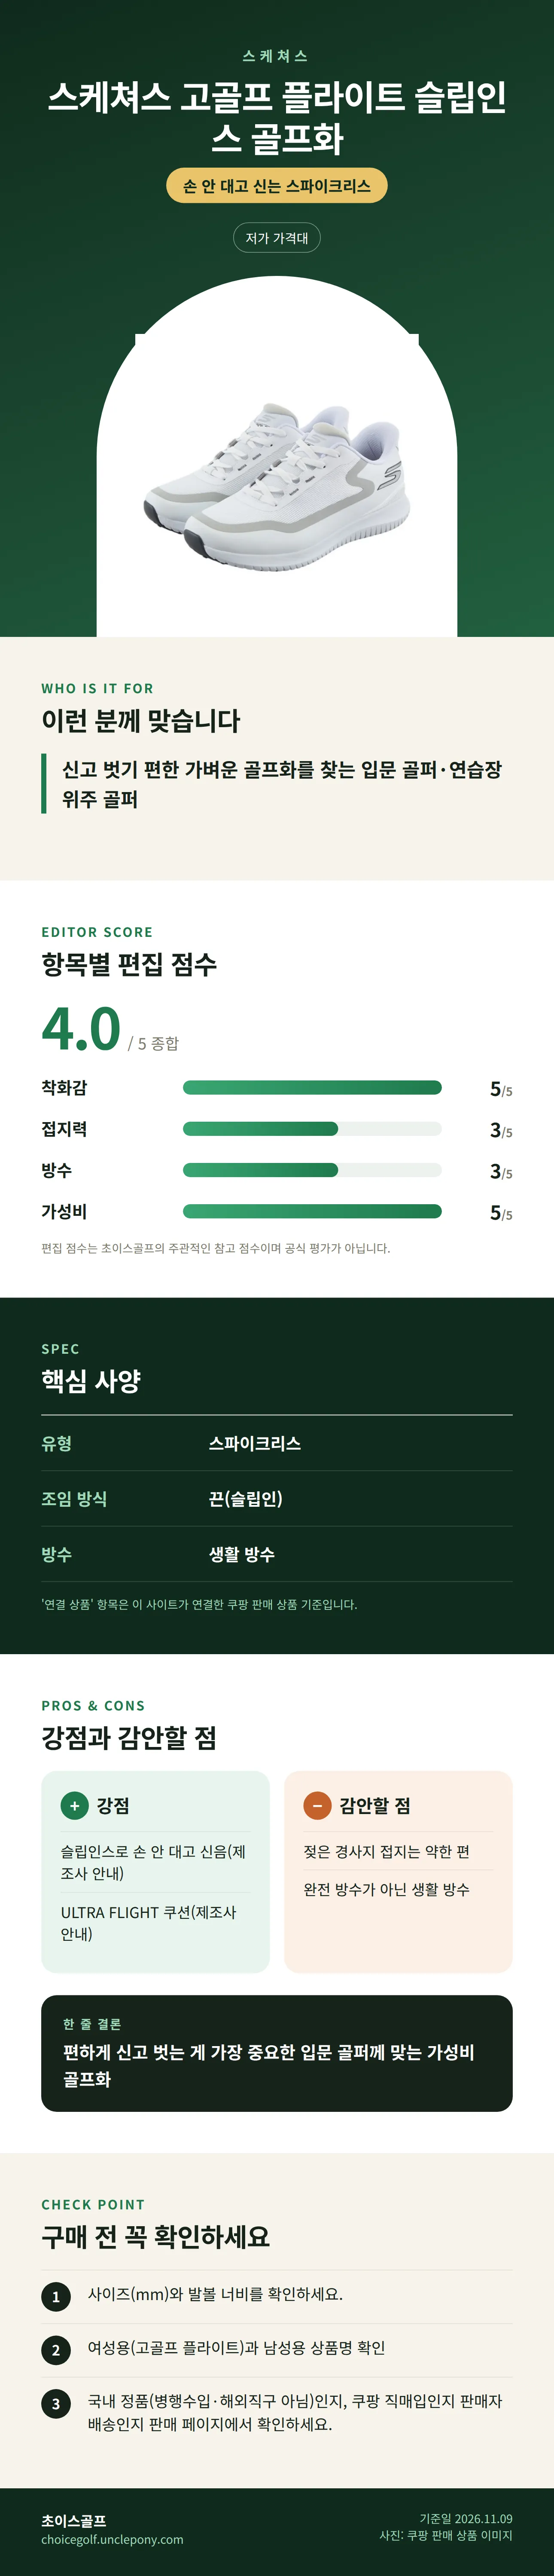 스케쳐스
스케쳐스 고골프 플라이트 슬립인
스 골프화
손 안 대고 신는 스파이크리스
저가 가격대
WHO IS IT FOR
이런 분께 맞습니다
신고 벗기 편한 가벼운 골프화를 찾는 입문 골퍼·연습장
위주 골퍼
EDITOR SCORE
항목별 편집 점수
4.0 / 5 종합
착화감 5/5
접지력 3/5
방수 3/5
가성비 5/5
편집 점수는 초이스골프의 주관적인 참고 점수이며 공식 평가가 아닙니다.
SPEC
핵심 사양
유형 스파이크리스
조임 방식 끈(슬립인)
방수 생활 방수
'연결 상품' 항목은 이 사이트가 연결한 쿠팡 판매 상품 기준입니다.
PROS & CONS
강점과 감안할 점
+ 강점
슬립인스로 손 안 대고 신음(제
조사 안내)
ULTRA FLIGHT 쿠션(제조사
안내)
− 감안할 점
젖은 경사지 접지는 약한 편
완전 방수가 아닌 생활 방수
한 줄 결론
편하게 신고 벗는 게 가장 중요한 입문 골퍼께 맞는 가성비
골프화
CHECK POINT
구매 전 꼭 확인하세요
1 사이즈(mm)와 발볼 너비를 확인하세요.
2 여성용(고골프 플라이트)과 남성용 상품명 확인
3 국내 정품(병행수입·해외직구 아님)인지, 쿠팡 직매입인지 판매자
배송인지 판매 페이지에서 확인하세요.
초이스골프
choicegolf.unclepony.com
기준일 2026.11.09
사진: 쿠팡 판매 상품 이미지